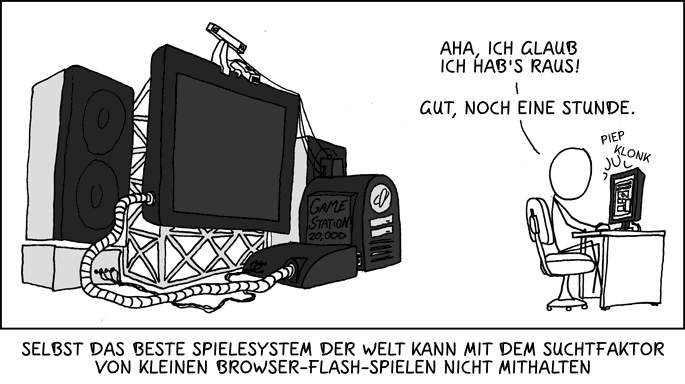 AHA, ICH GLAUB
ICH HAB'S RAUS!
GUT, NOCH EINE STUNDE.
PIEP
KLONK
JU
GAME
STATION
20,000
SELBST DAS BESTE SPIELESYSTEM DER WELT KANN MIT DEM SUCHTFAKTOR
VON KLEINEN BROWSER-FLASH-SPIELEN NICHT MITHALTEN